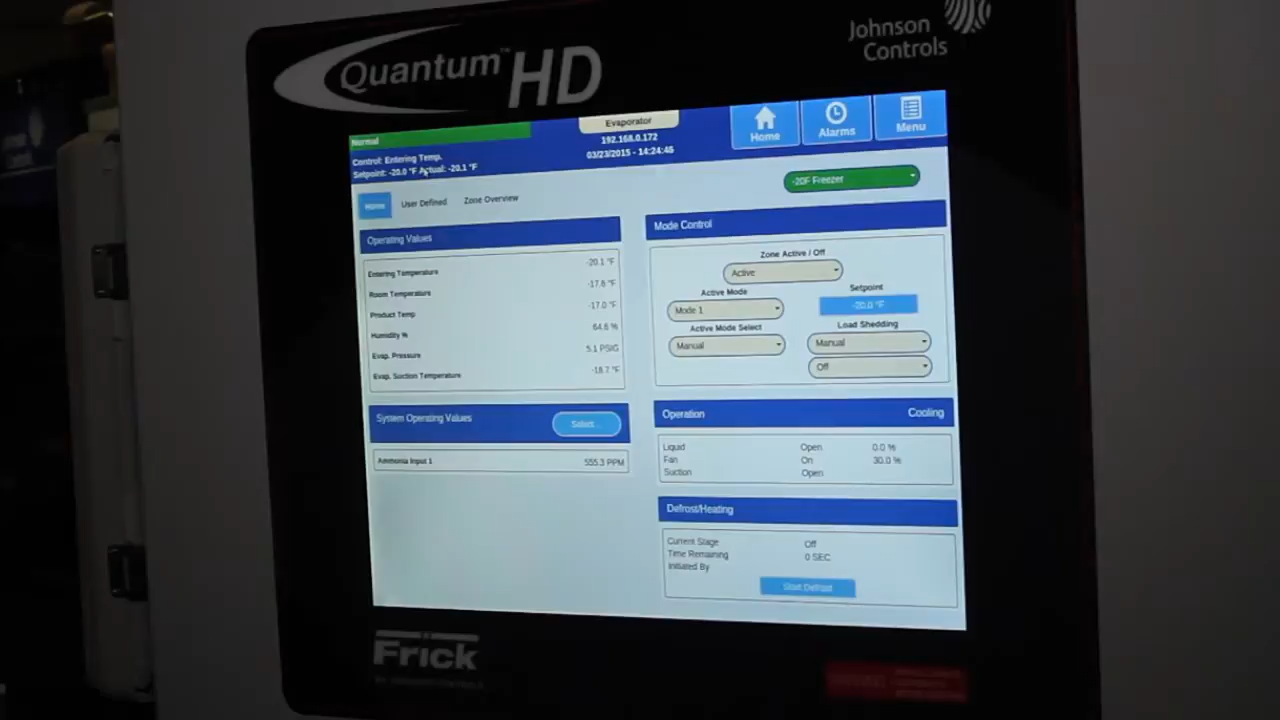 Quantum™ HD
Johnson
Controls
Normal
Control: Entering Temp.
Setpoint: -20.0 °F Actual: -20.1 °F
Evaporator
192.168.0.172
03/23/2015 - 14:24:46
Home
Alarms
Menu
-20F Freezer
Home User Defined Zone Overview
Operating Values
Entering Temperature -20.1 °F
Room Temperature -17.8 °F
Product Temp -17.0 °F
Humidity % 64.6 %
Evap. Pressure 5.1 PSIG
Evap. Suction Temperature -18.7 °F
System Operating Values Select...
Ammonia Input 1 555.3 PPM
Mode Control
Zone Active / Off
Active
Active Mode
Mode 1
Setpoint
-20.0 °F
Active Mode Select
Manual
Load Shedding
Manual
Off
Operation Cooling
Liquid Open 0.0 %
Fan On 30.0 %
Suction Open
Defrost/Heating
Current Stage Off
Time Remaining 0 SEC
Initiated By
Start Defrost
Frick